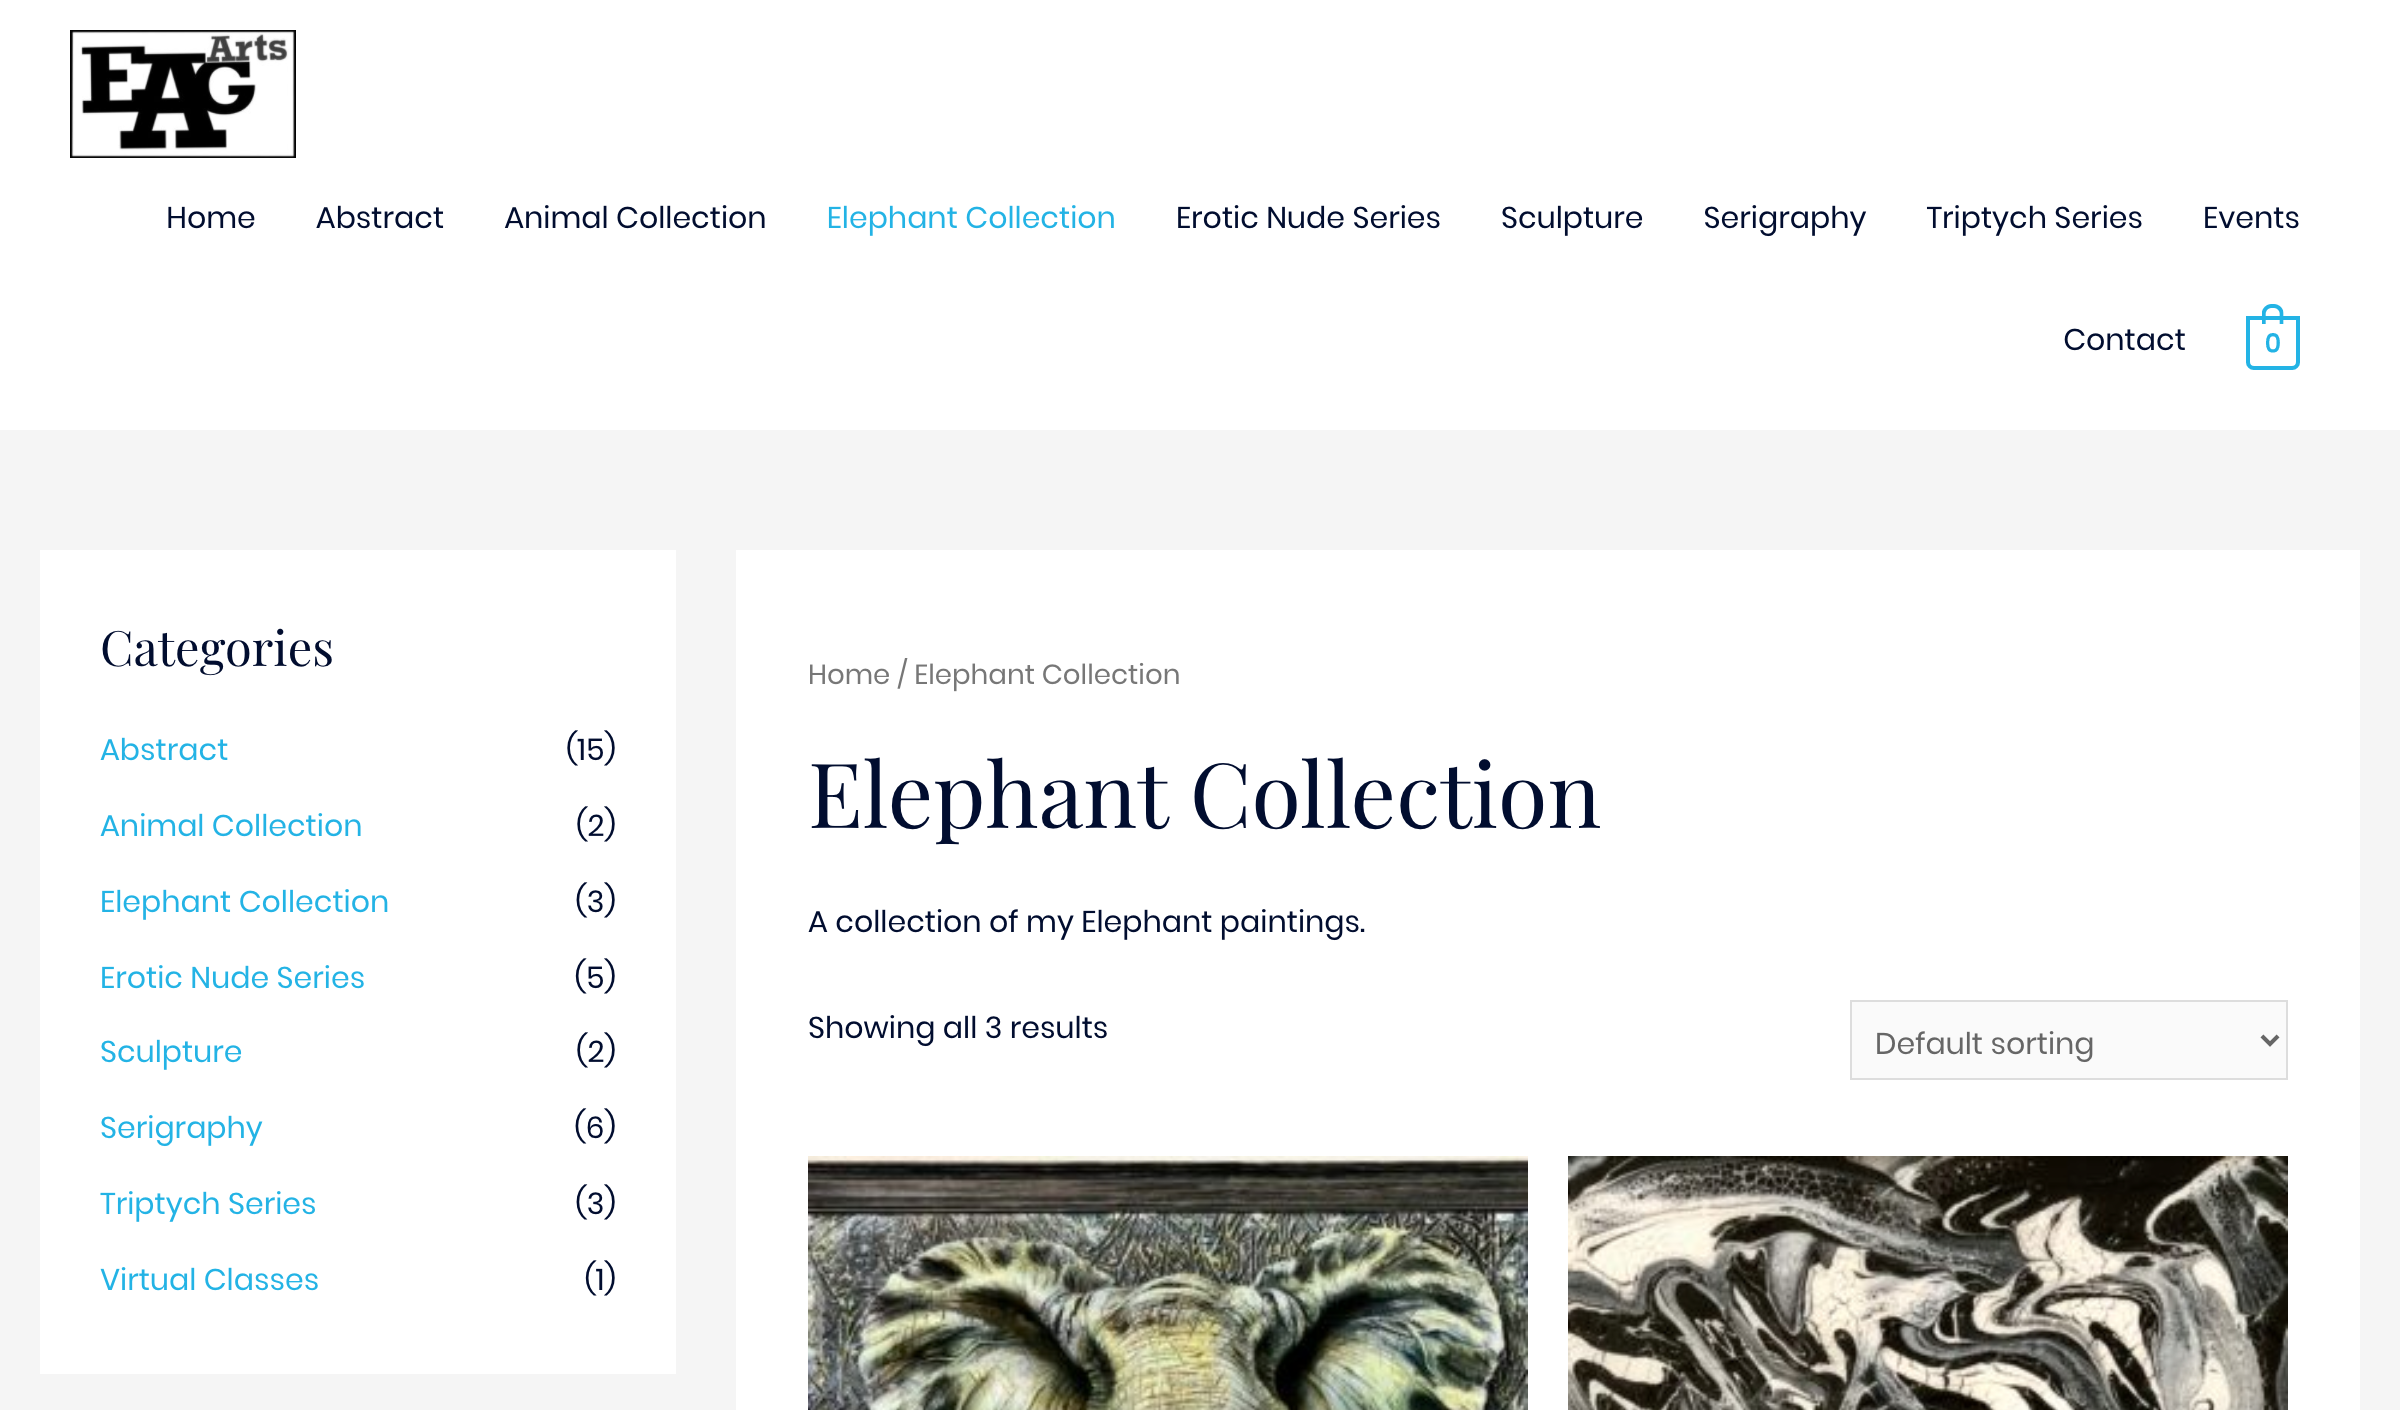 EAG Arts
Home Abstract Animal Collection Elephant Collection Erotic Nude Series Sculpture Serigraphy Triptych Series Events
Contact 0
Categories
Abstract (15)
Animal Collection (2)
Elephant Collection (3)
Erotic Nude Series (5)
Sculpture (2)
Serigraphy (6)
Triptych Series (3)
Virtual Classes (1)
Home / Elephant Collection
Elephant Collection
A collection of my Elephant paintings.
Showing all 3 results
Default sorting